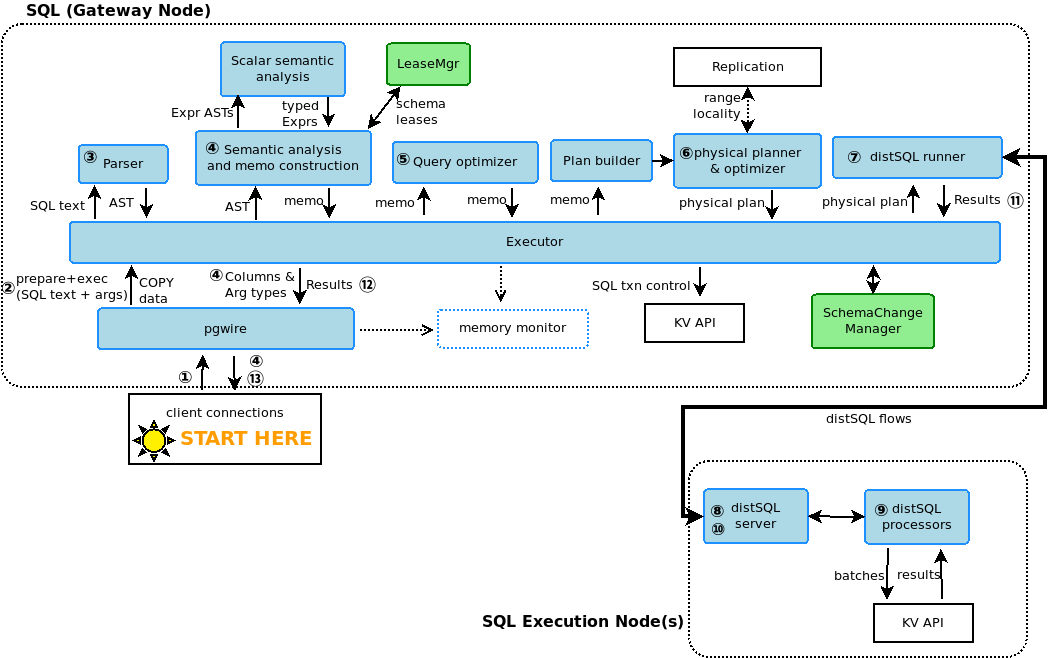 SQL (Gateway Node)
Scalar semantic
analysis
LeaseMgr
Replication
Expr ASTs
typed
Exprs
schema
leases
range
locality
③ Parser
④ Semantic analysis
and memo construction
⑤ Query optimizer
Plan builder
⑥ physical planner
& optimizer
⑦ distSQL runner
SQL text
AST
AST
memo
memo
memo
memo
physical plan
physical plan
Results ⑪
Executor
② prepare+exec
(SQL text + args)
COPY
data
④ Columns &
Arg types
Results ⑫
SQL txn control
pgwire
memory monitor
KV API
SchemaChange
Manager
①
④
⑬
client connections
START HERE
distSQL flows
⑧ distSQL
⑩ server
⑨ distSQL
processors
batches
results
SQL Execution Node(s)
KV API